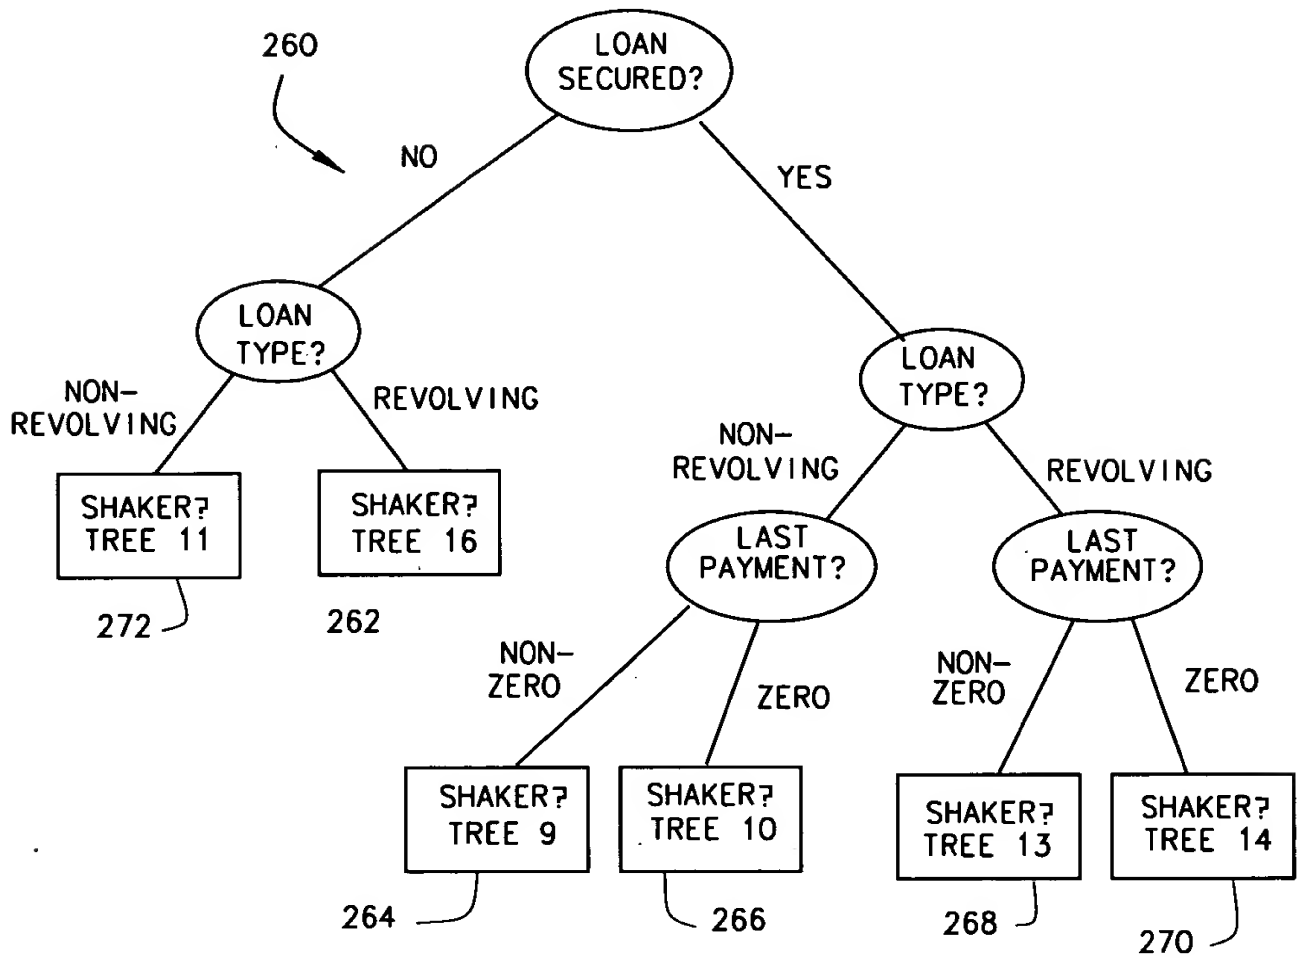 LOAN
SECURED?
260
NO
YES
LOAN
TYPE?
LOAN
TYPE?
NON-
REVOLVING
REVOLVING
NON-
REVOLVING
REVOLVING
SHAKER?
TREE 11
SHAKER?
TREE 16
LAST
PAYMENT?
LAST
PAYMENT?
272
262
NON-
ZERO
ZERO
NON-
ZERO
ZERO
SHAKER?
TREE 9
SHAKER?
TREE 10
SHAKER?
TREE 13
SHAKER?
TREE 14
264
266
268
270